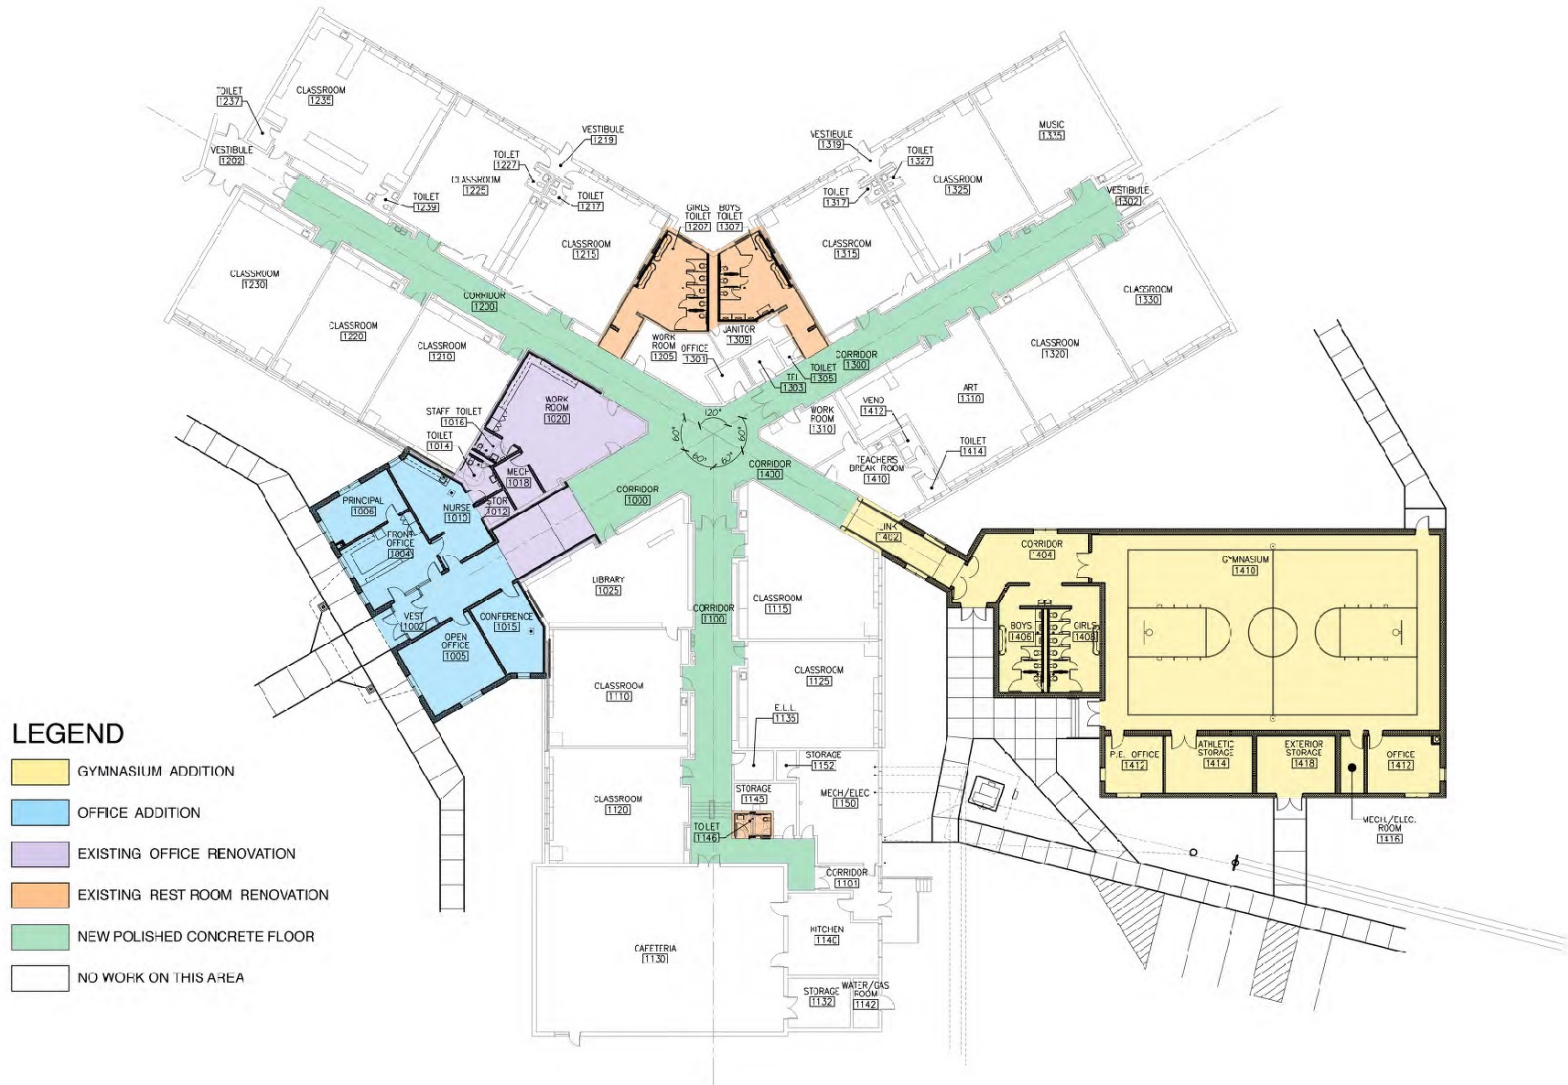 TOILET
1237
CLASSROOM
1235
VESTIBULE
1202
VESTIBULE
1219
TOILET
1227
CLASSROOM
1225
TOILET
1217
TOILET
1239
CLASSROOM
1215
CLASSROOM
1230
CLASSROOM
1220
CLASSROOM
1210
CORRIDOR
1200
GIRLS
TOILET
1207
BOYS
TOILET
1307
VESTIBULE
1319
TOILET
1327
TOILET
1317
CLASSROOM
1325
MUSIC
1335
VESTIBULE
1302
CLASSROOM
1315
CLASSROOM
1330
CLASSROOM
1320
ART
1310
CORRIDOR
1300
WORK
ROOM
1205
OFFICE
1301
JANITOR
1309
1303
TOILET
1305
WORK
ROOM
1310
VEND
1412
TOILET
1414
TEACHERS
BREAK ROOM
1410
120°
60°
60°
60°
60°
WORK
ROOM
1020
STAFF TOILET
1016
TOILET
1014
MECH
1018
STOR
1012
CORRIDOR
1000
CORRIDOR
1400
LINK
1402
PRINCIPAL
1006
NURSE
1010
FRONT
OFFICE
1004
VEST
1002
CONFERENCE
1015
OPEN
OFFICE
1005
LIBRARY
1025
CORRIDOR
1100
CLASSROOM
1115
CLASSROOM
1110
CLASSROOM
1125
E.L.L.
1135
STORAGE
1152
CLASSROOM
1120
STORAGE
1145
MECH/ELEC
1150
TOILET
1146
CORRIDOR
1101
CAFETERIA
1130
KITCHEN
1140
STORAGE
1132
WATER/GAS
ROOM
1142
CORRIDOR
1404
BOYS
1406
GIRLS
1408
GYMNASIUM
1410
P.E. OFFICE
1412
ATHLETIC
STORAGE
1414
EXTERIOR
STORAGE
1418
OFFICE
1412
MECH./ELEC.
ROOM
1416
LEGEND
GYMNASIUM ADDITION
OFFICE ADDITION
EXISTING OFFICE RENOVATION
EXISTING REST ROOM RENOVATION
NEW POLISHED CONCRETE FLOOR
NO WORK ON THIS AREA